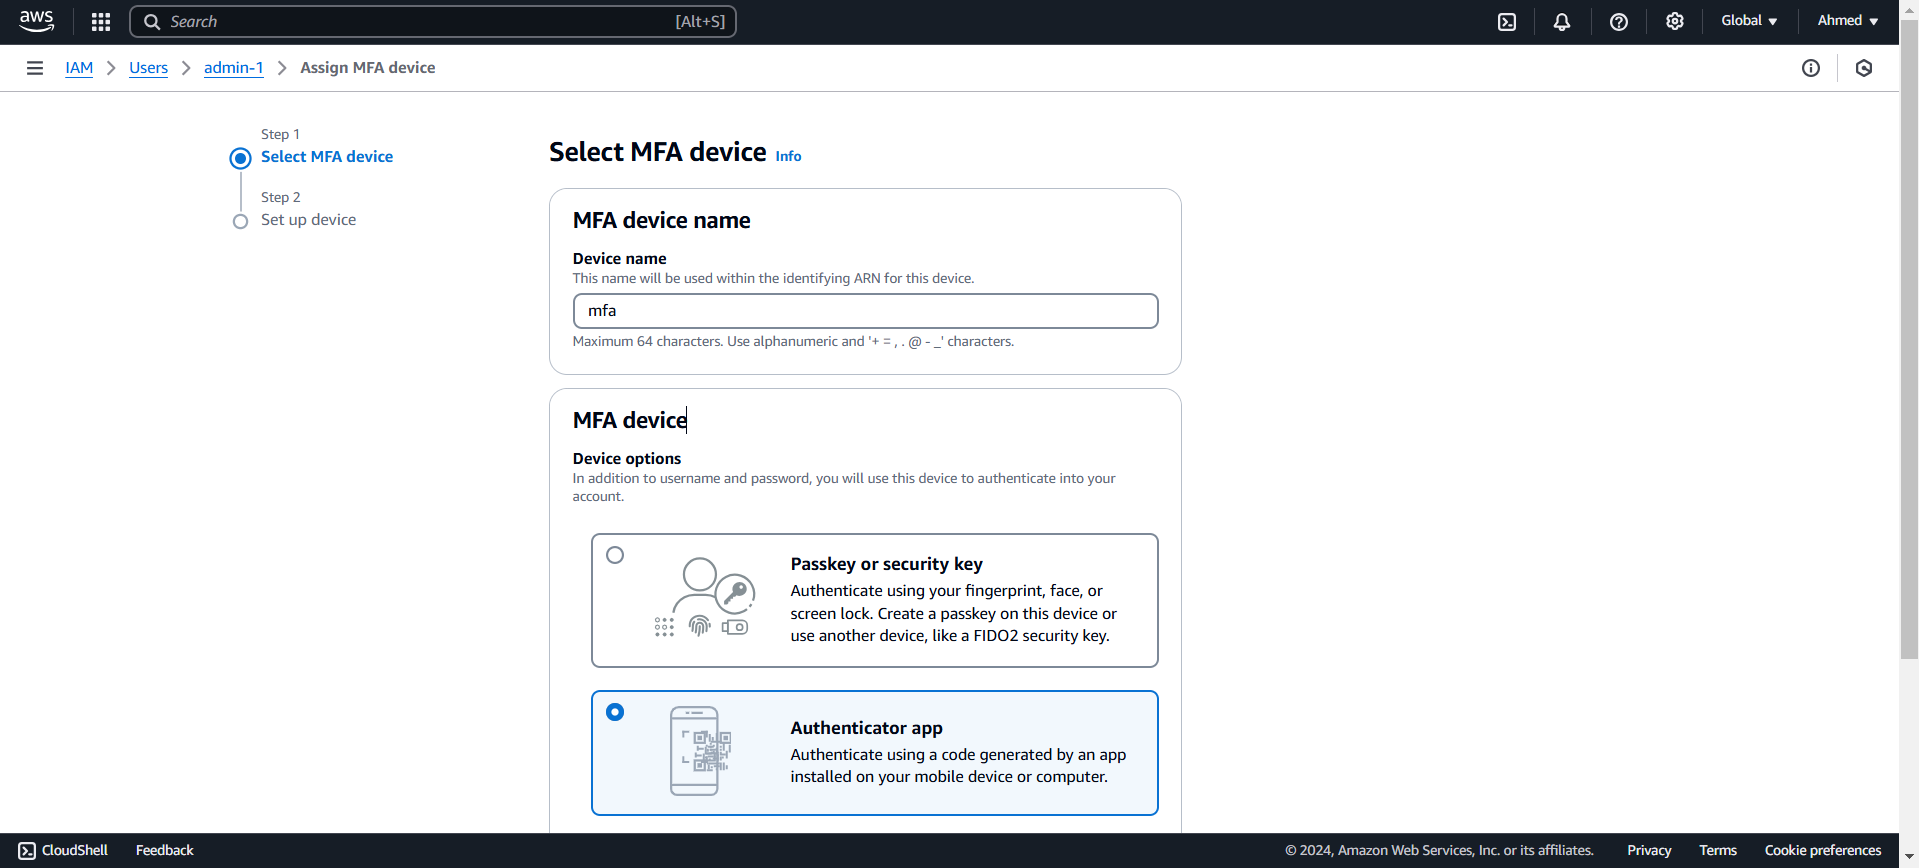 aws
Search [Alt+S]
Global
Ahmed
IAM
Users
admin-1
Assign MFA device
Step 1
Select MFA device
Step 2
Set up device
Select MFA device Info
MFA device name
Device name
This name will be used within the identifying ARN for this device.
mfa
Maximum 64 characters. Use alphanumeric and '+ = , . @ - _' characters.
MFA device
Device options
In addition to username and password, you will use this device to authenticate into your
account.
Passkey or security key
Authenticate using your fingerprint, face, or
screen lock. Create a passkey on this device or
use another device, like a FIDO2 security key.
Authenticator app
Authenticate using a code generated by an app
installed on your mobile device or computer.
CloudShell
Feedback
© 2024, Amazon Web Services, Inc. or its affiliates.
Privacy
Terms
Cookie preferences